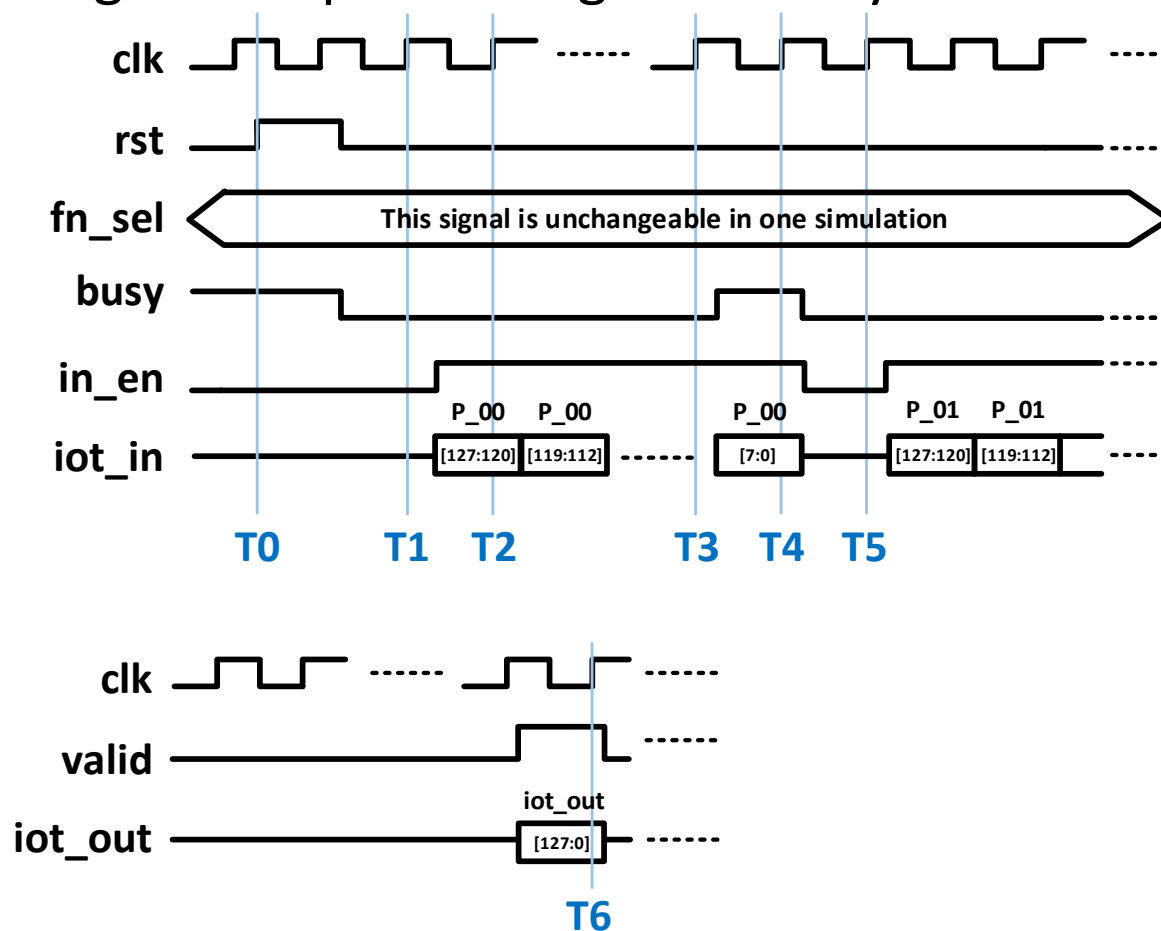 clk
rst
fn_sel
This signal is unchangeable in one simulation
busy
in_en
P_00 P_00 P_00 P_01 P_01
iot_in
[127:120] [119:112] [7:0] [127:120] [119:112]
T0 T1 T2 T3 T4 T5
clk
valid
iot_out
iot_out
[127:0]
T6